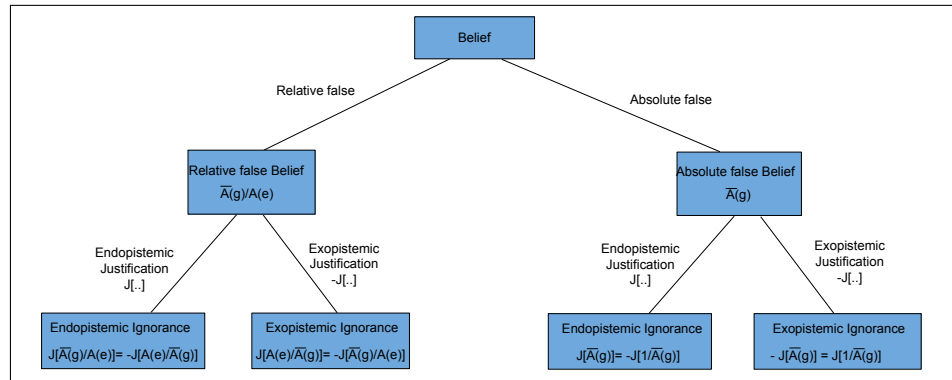 Belief
Relative false
Absolute false
Relative false Belief
A̅(g)/A(e)
Absolute false Belief
A̅(g)
Endopistemic
Justification
J[..]
Exopistemic
Justification
-J[..]
Endopistemic
Justification
J[..]
Exopistemic
Justification
-J[..]
Endopistemic Ignorance
J[A̅(g)/A(e)]= -J[A(e)/A̅(g)]
Exopistemic Ignorance
J[A(e)/A̅(g)]= -J[A̅(g)/A(e)]
Endopistemic Ignorance
J[A̅(g)]= -J[1/A̅(g)]
Exopistemic Ignorance
- J[A̅(g)] = J[1/A̅(g)]